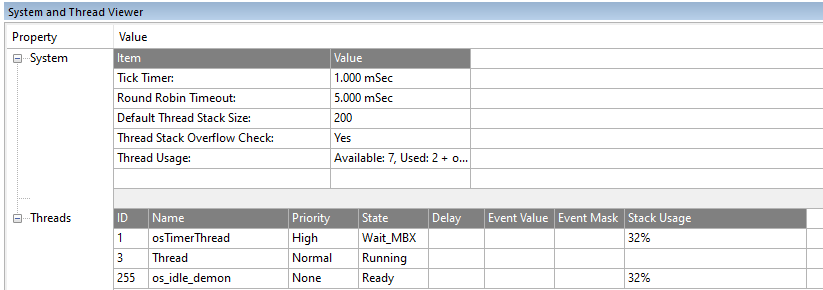 System and Thread Viewer
Property Value
System
Item Value
Tick Timer: 1.000 mSec
Round Robin Timeout: 5.000 mSec
Default Thread Stack Size: 200
Thread Stack Overflow Check: Yes
Thread Usage: Available: 7, Used: 2 + o...
Threads
ID Name Priority State Delay Event Value Event Mask Stack Usage
1 osTimerThread High Wait_MBX 32%
3 Thread Normal Running
255 os_idle_demon None Ready 32%